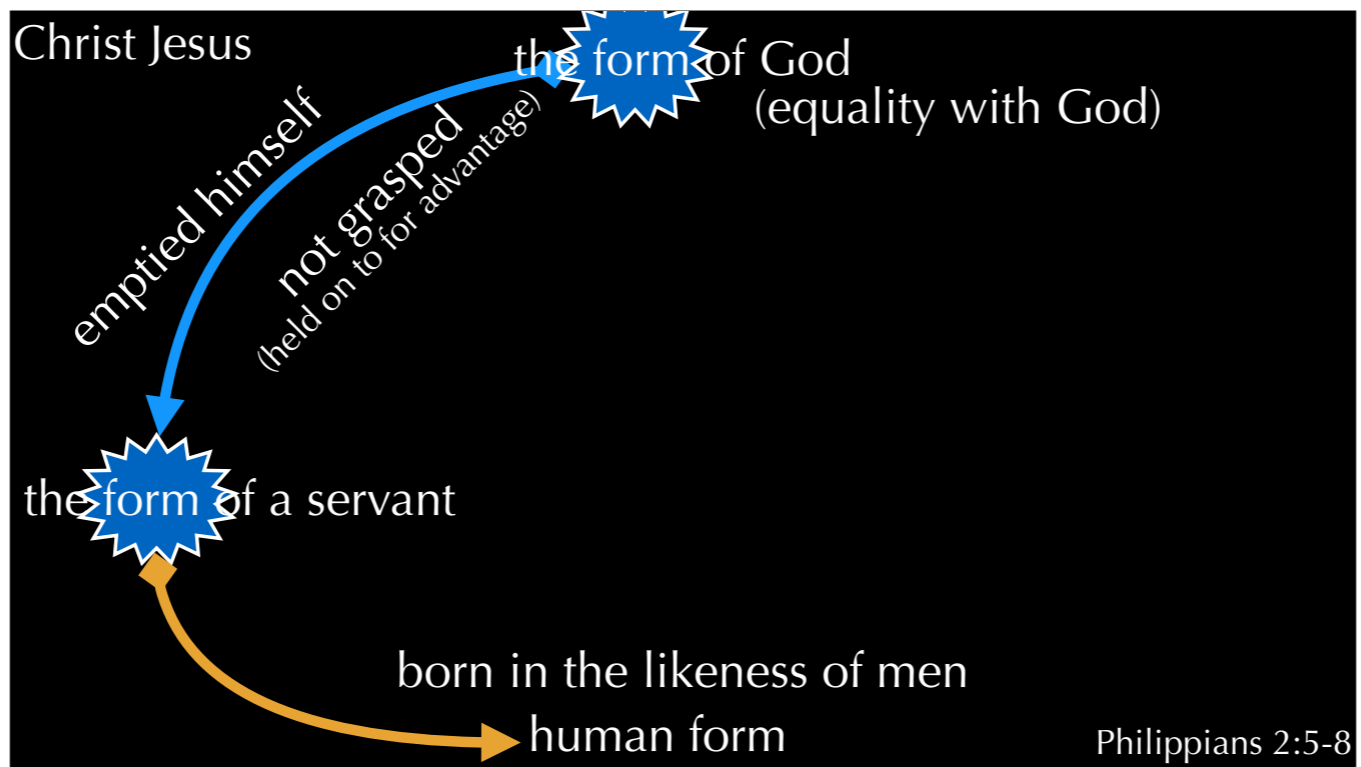 Christ Jesus
the form of God
(equality with God)
emptied himself
not grasped
(held on to for advantage)
the form of a servant
born in the likeness of men
human form
Philippians 2:5-8